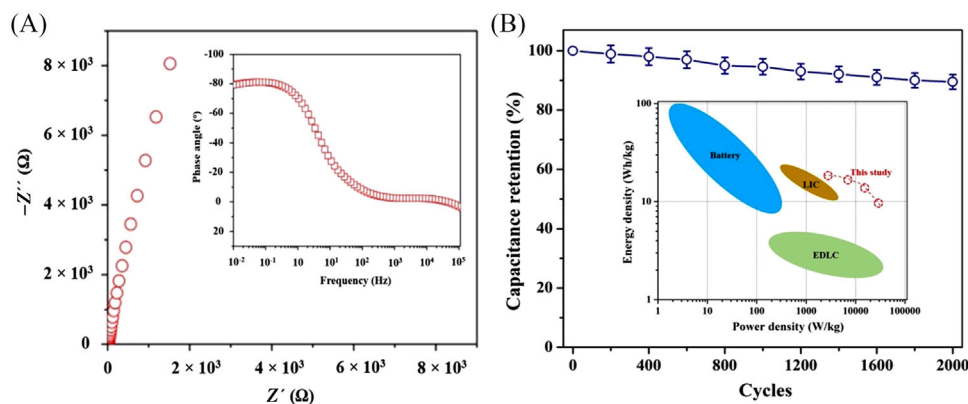 (A)
8 × 10³
6 × 10³
4 × 10³
2 × 10³
0
−Z´´ (Ω)
0 2 × 10³ 4 × 10³ 6 × 10³ 8 × 10³
Z´ (Ω)
-100
-80
-60
-40
-20
0
20
Phase angle (°)
10⁻² 10⁻¹ 10⁰ 10¹ 10² 10³ 10⁴ 10⁵
Frequency (Hz)
(B)
100
80
60
40
20
0
Capacitance retention (%)
0 400 800 1200 1600 2000
Cycles
100
10
1
Energy density (Wh/kg)
Battery
LIC
This study
EDLC
1 10 100 1000 10000 100000
Power density (W/kg)